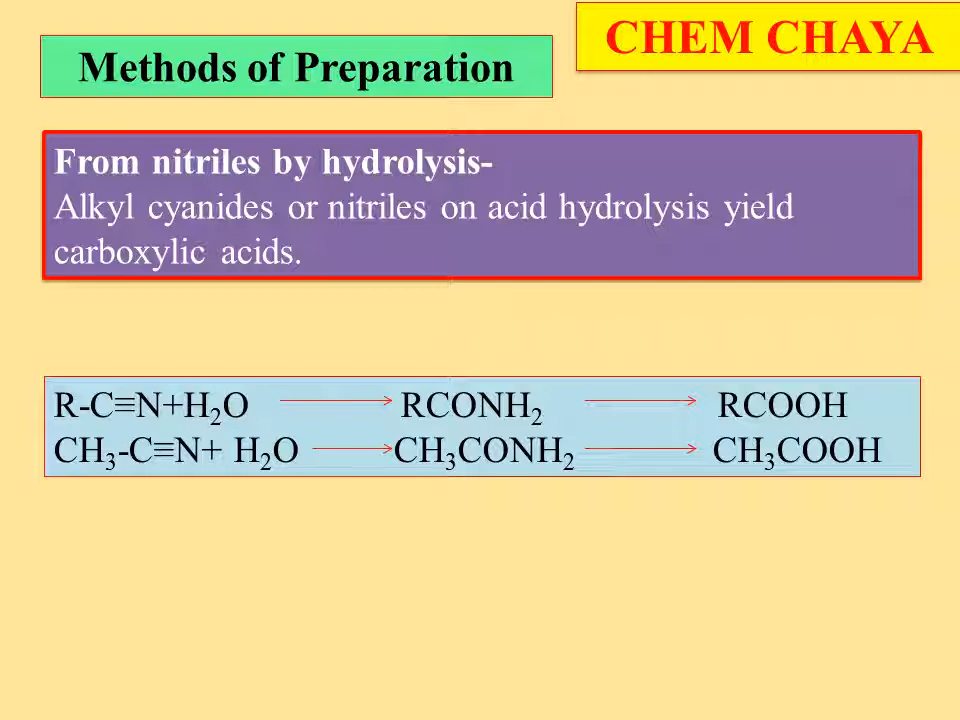 CHEM CHAYA
Methods of Preparation
From nitriles by hydrolysis-
Alkyl cyanides or nitriles on acid hydrolysis yield
carboxylic acids.
R-C≡N+H₂O → RCONH₂ → RCOOH
CH₃-C≡N+ H₂O → CH₃CONH₂ → CH₃COOH